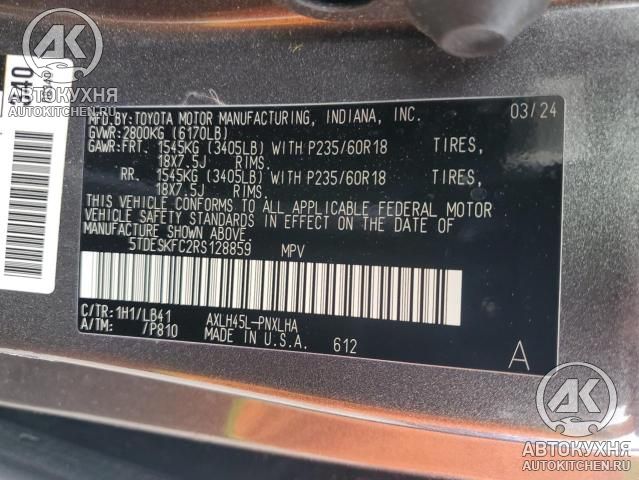 AK
АВТОКУХНЯ
AUTOKITCHEN.RU
MFD.BY:TOYOTA MOTOR MANUFACTURING, INDIANA, INC. 03/24
GVWR:2800KG (6170LB)
GAWR:FRT. 1545KG (3405LB) WITH P235/60R18 TIRES,
18X7.5J RIMS.
RR. 1545KG (3405LB) WITH P235/60R18 TIRES,
18X7.5J RIMS.
THIS VEHICLE CONFORMS TO ALL APPLICABLE FEDERAL MOTOR
VEHICLE SAFETY STANDARDS IN EFFECT ON THE DATE OF
MANUFACTURE SHOWN ABOVE.
5TDESKFC2RS128859 MPV
C/TR:1H1/LB41 AXLH45L-PNXLHA
A/TM: /P810 MADE IN U.S.A. 612
A
AK
АВТОКУХНЯ
AUTOKITCHEN.RU